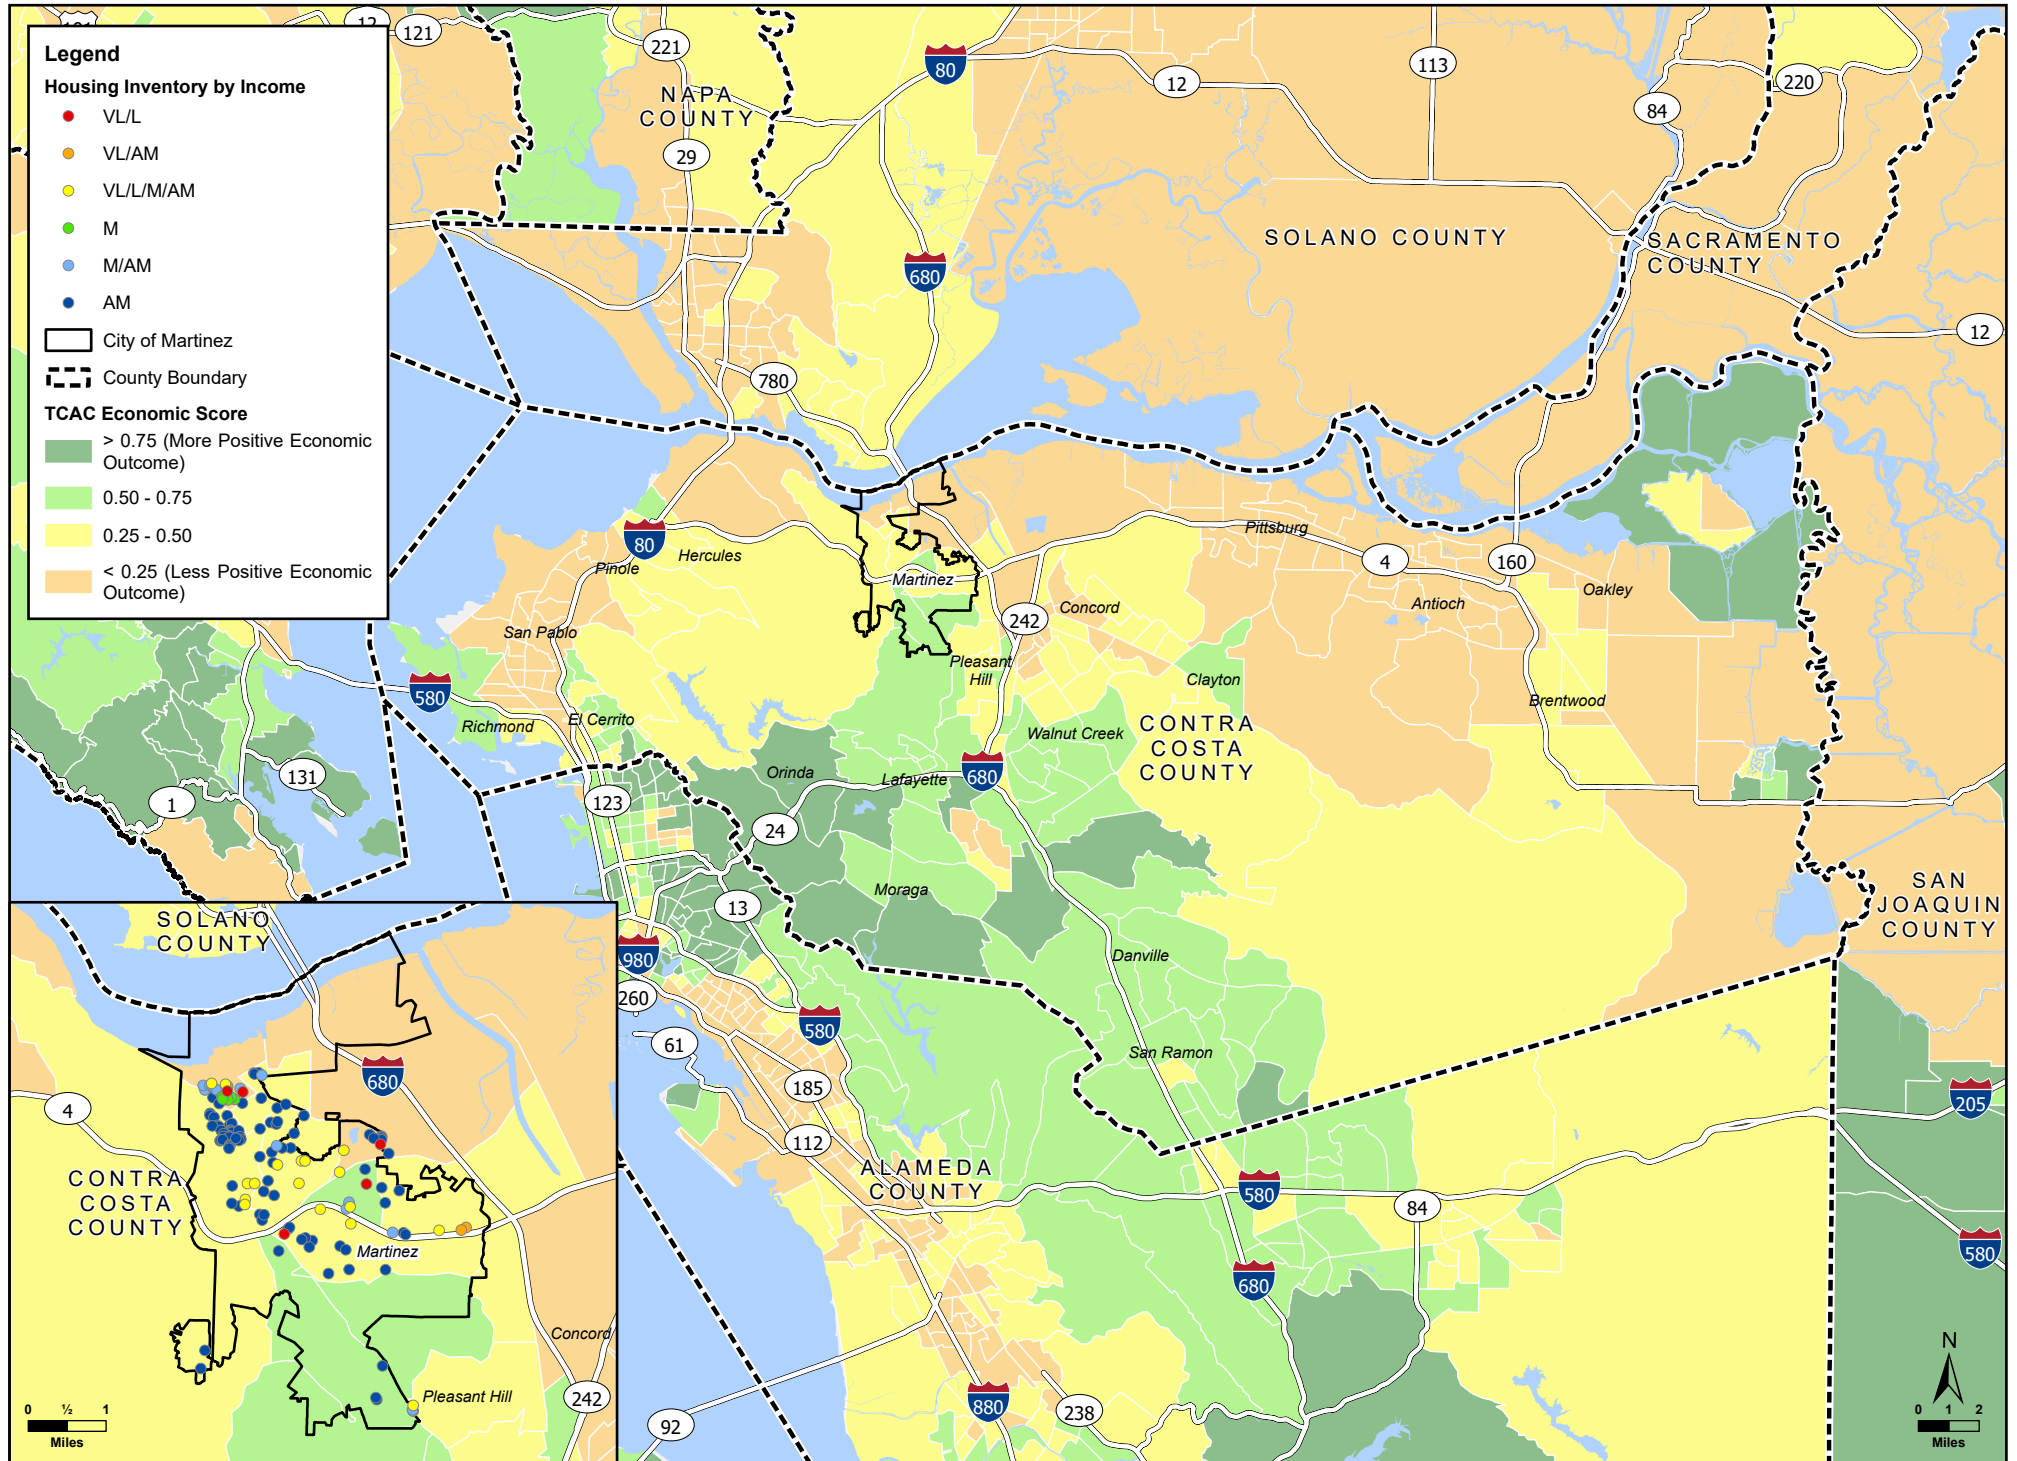 Legend
Housing Inventory by Income
VL/L
VL/AM
VL/L/M/AM
M
M/AM
AM
City of Martinez
County Boundary
TCAC Economic Score
> 0.75 (More Positive Economic
Outcome)
0.50 - 0.75
0.25 - 0.50
< 0.25 (Less Positive Economic
Outcome)
12
121
221
80
12
113
84
220
NAPA
COUNTY
29
SOLANO COUNTY
SACRAMENTO
COUNTY
680
12
780
80
Hercules
Pinole
Martinez
Pittsburg
4
160
Oakley
Antioch
Concord
242
San Pablo
Pleasant
Hill
Clayton
580
Richmond
El Cerrito
Brentwood
Walnut Creek
CONTRA
COSTA
COUNTY
131
1
Orinda
Lafayette
680
123
24
Moraga
13
SAN
JOAQUIN
COUNTY
980
Danville
260
580
61
San Ramon
185
205
112
ALAMEDA
COUNTY
580
84
580
680
880
238
92
N
0 1 2
Miles
SOLANO
COUNTY
680
4
CONTRA
COSTA
COUNTY
Martinez
Concord
Pleasant Hill
242
0 ½ 1
Miles